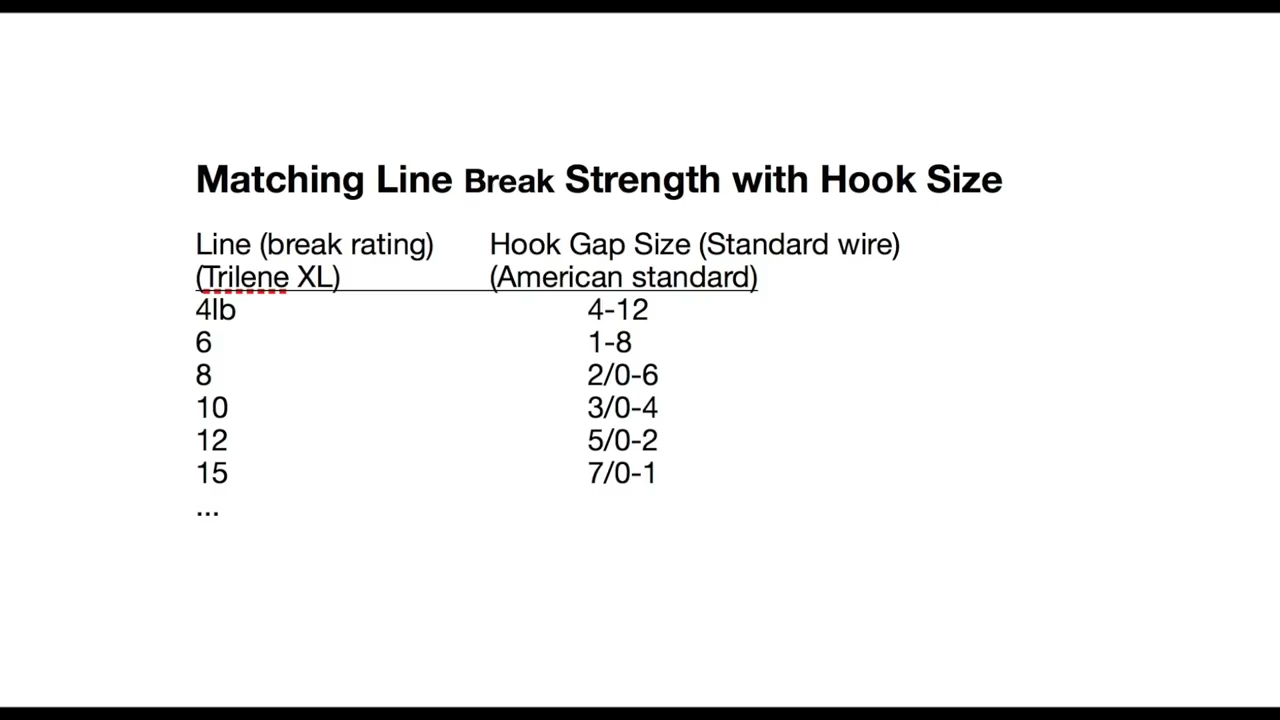 Matching Line Break Strength with Hook Size
Line (break rating) Hook Gap Size (Standard wire)
(Trilene XL) (American standard)
4lb 4-12
6 1-8
8 2/0-6
10 3/0-4
12 5/0-2
15 7/0-1
...